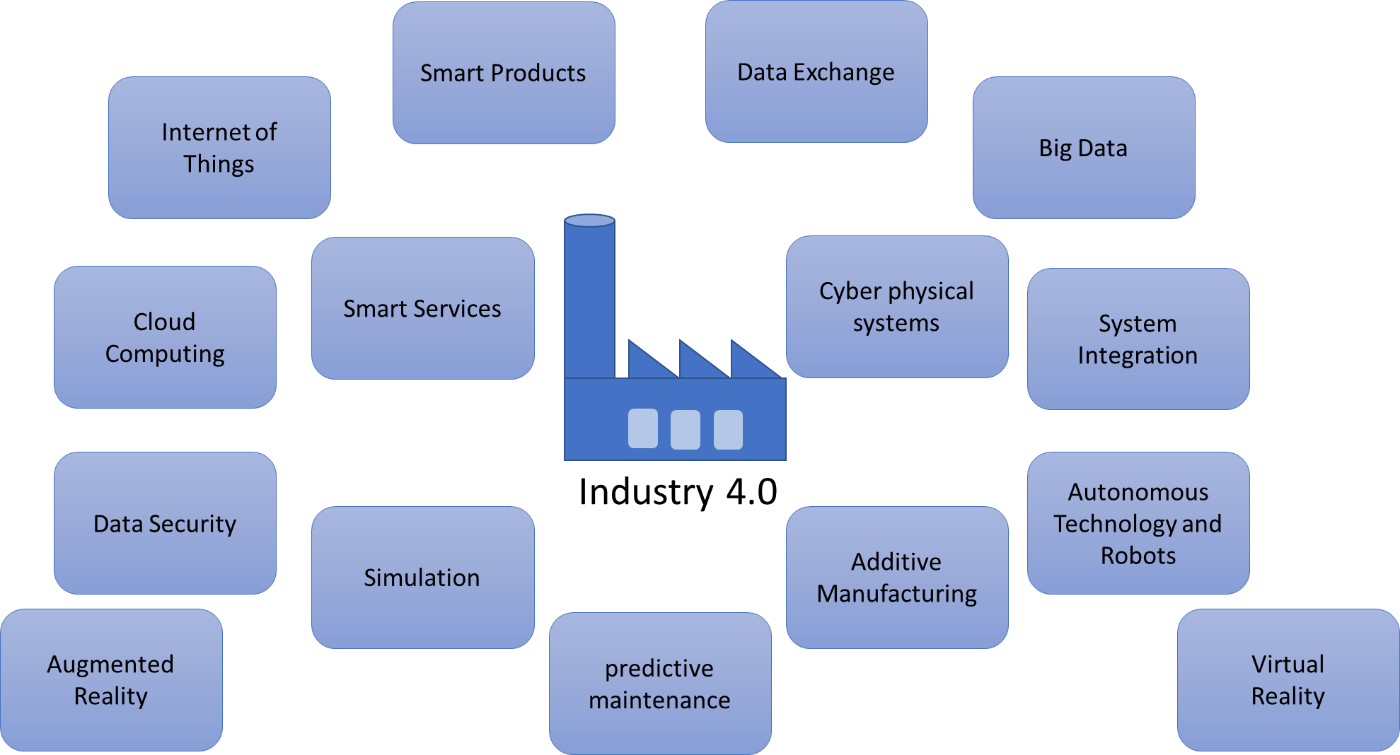 Smart Products
Data Exchange
Internet of
Things
Big Data
Smart Services
Cyber physical
systems
Cloud
Computing
System
Integration
Industry 4.0
Data Security
Autonomous
Technology and
Robots
Simulation
Additive
Manufacturing
Augmented
Reality
predictive
maintenance
Virtual
Reality